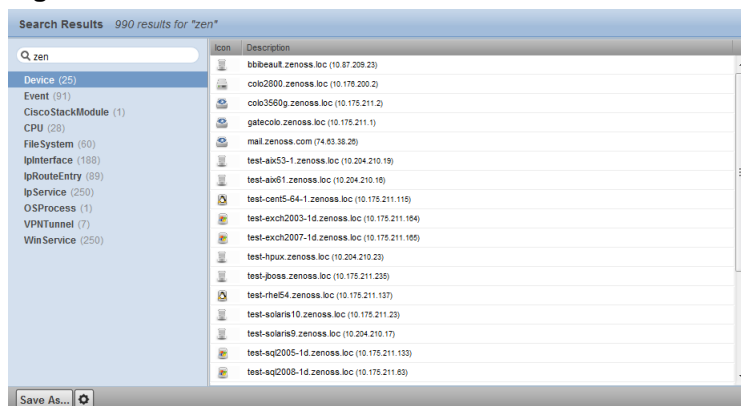 Search Results 990 results for "zen"
zen
Device (25)
Event (91)
CiscoStackModule (1)
CPU (28)
FileSystem (60)
IpInterface (188)
IpRouteEntry (89)
IpService (250)
OSProcess (1)
VPNTunnel (7)
WinService (250)
Icon Description
bbibeault.zenoss.loc (10.87.209.23)
colo2800.zenoss.loc (10.176.200.2)
colo3560g.zenoss.loc (10.175.211.2)
gatecolo.zenoss.loc (10.175.211.1)
mail.zenoss.com (74.63.38.26)
test-aix53-1.zenoss.loc (10.204.210.19)
test-aix61.zenoss.loc (10.204.210.16)
test-cent5-64-1.zenoss.loc (10.175.211.115)
test-exch2003-1d.zenoss.loc (10.175.211.164)
test-exch2007-1d.zenoss.loc (10.175.211.165)
test-hpux.zenoss.loc (10.204.210.23)
test-jboss.zenoss.loc (10.175.211.235)
test-rhel54.zenoss.loc (10.175.211.137)
test-solaris10.zenoss.loc (10.175.211.23)
test-solaris9.zenoss.loc (10.204.210.17)
test-sql2005-1d.zenoss.loc (10.175.211.133)
test-sql2008-1d.zenoss.loc (10.175.211.63)
Save As...